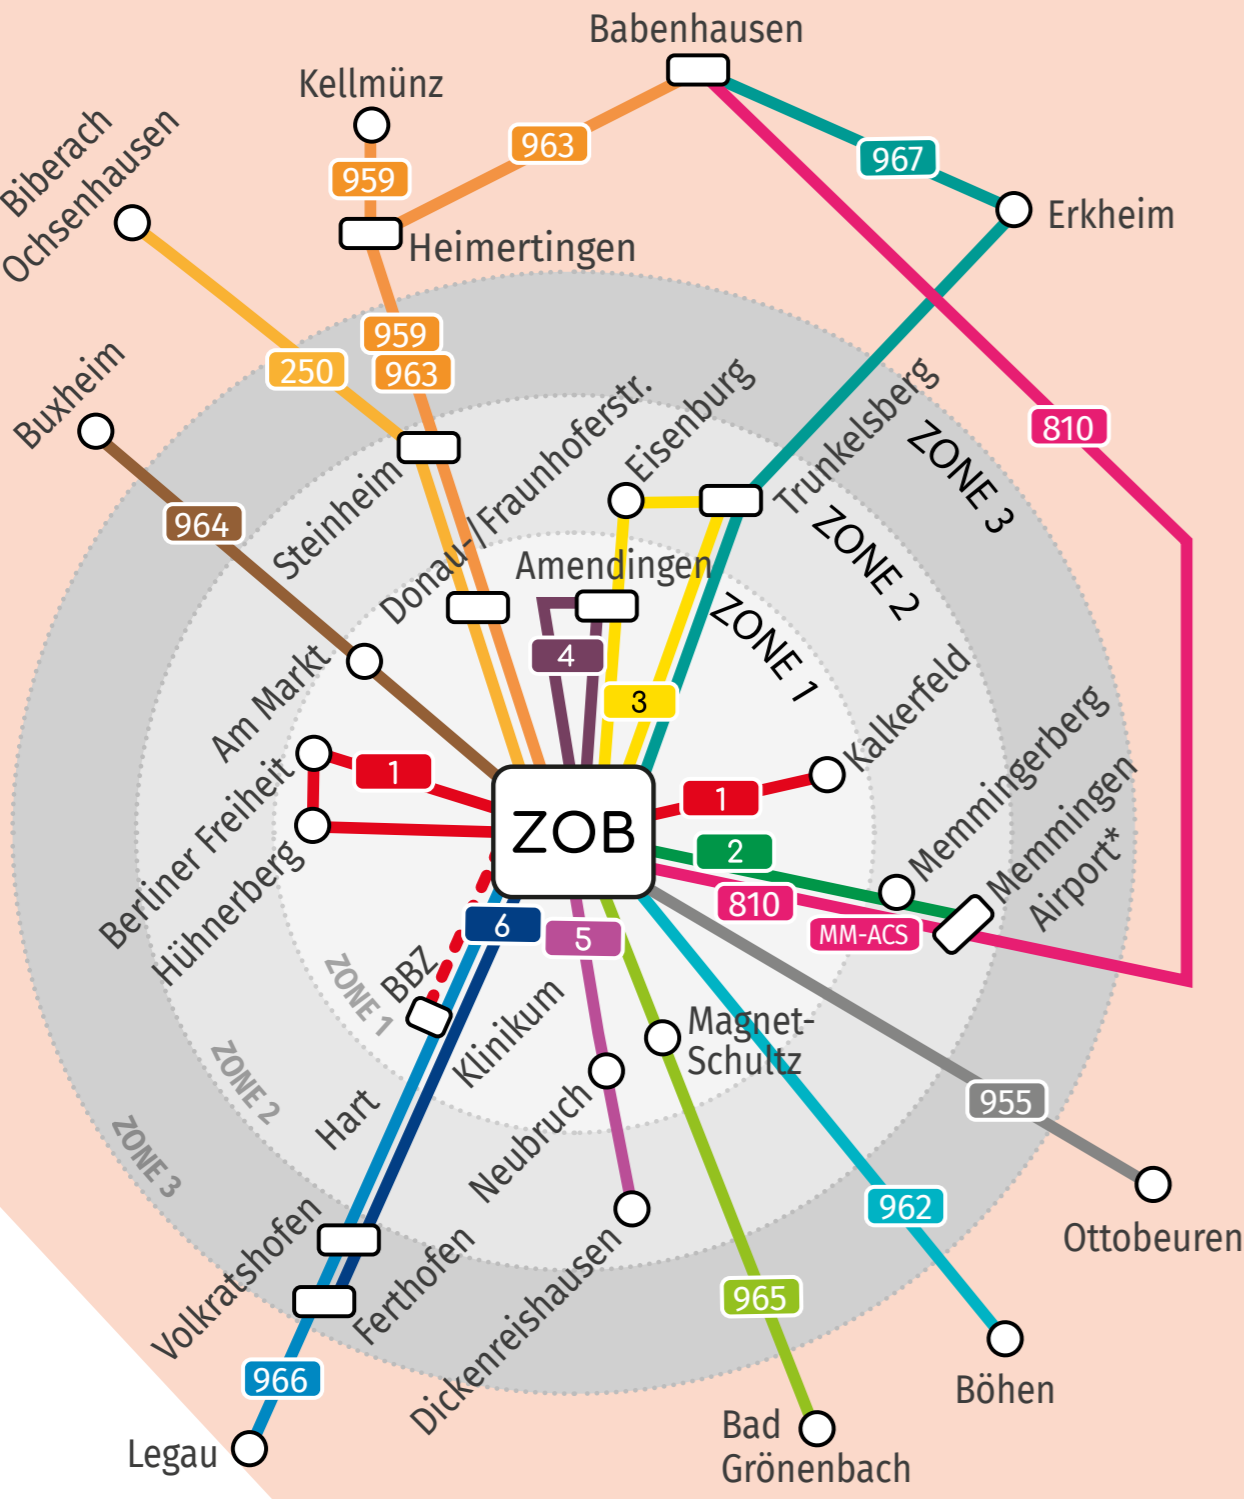 Babenhausen
Kellmünz
963
Biberach
Ochsenhausen
959
967
Erkheim
Heimertingen
959
963
250
Buxheim
810
964
Steinheim
Donau-/Fraunhoferstr.
Eisenburg
Trunkelsberg
ZONE 3
ZONE 2
ZONE 1
Amendingen
4
3
Am Markt
Kalkerfeld
Berliner Freiheit
1
1
ZOB
2
Memmingerberg
Memmingen
Airport*
810
MM-ACS
Hühnerberg
6
5
BBZ
ZONE 1
ZONE 2
ZONE 3
Klinikum
Magnet-
Schultz
Hart
Neubruch
955
962
Ottobeuren
Volkratshofen
Ferthofen
Dickenreishausen
965
966
Böhen
Legau
Bad
Grönenbach